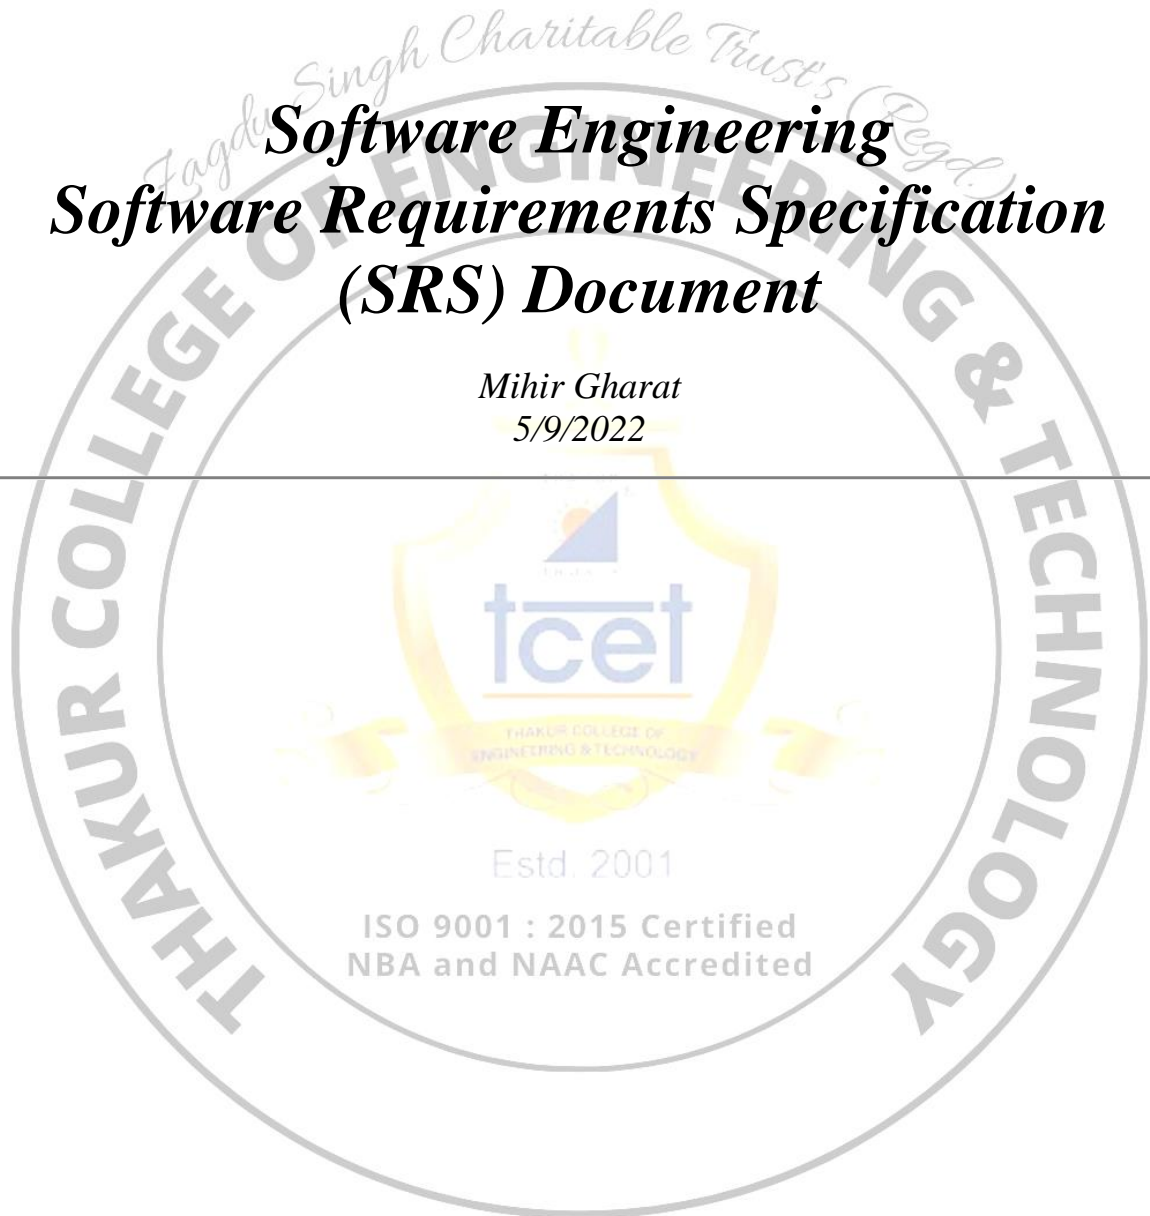 Zagdu Singh Charitable Trust's (Regd.)
THAKUR COLLEGE OF ENGINEERING & TECHNOLOGY
Software Engineering
Software Requirements Specification
(SRS) Document
Mihir Gharat
5/9/2022
tcet
THAKUR COLLEGE OF
ENGINEERING & TECHNOLOGY
Estd. 2001
ISO 9001 : 2015 Certified
NBA and NAAC Accredited